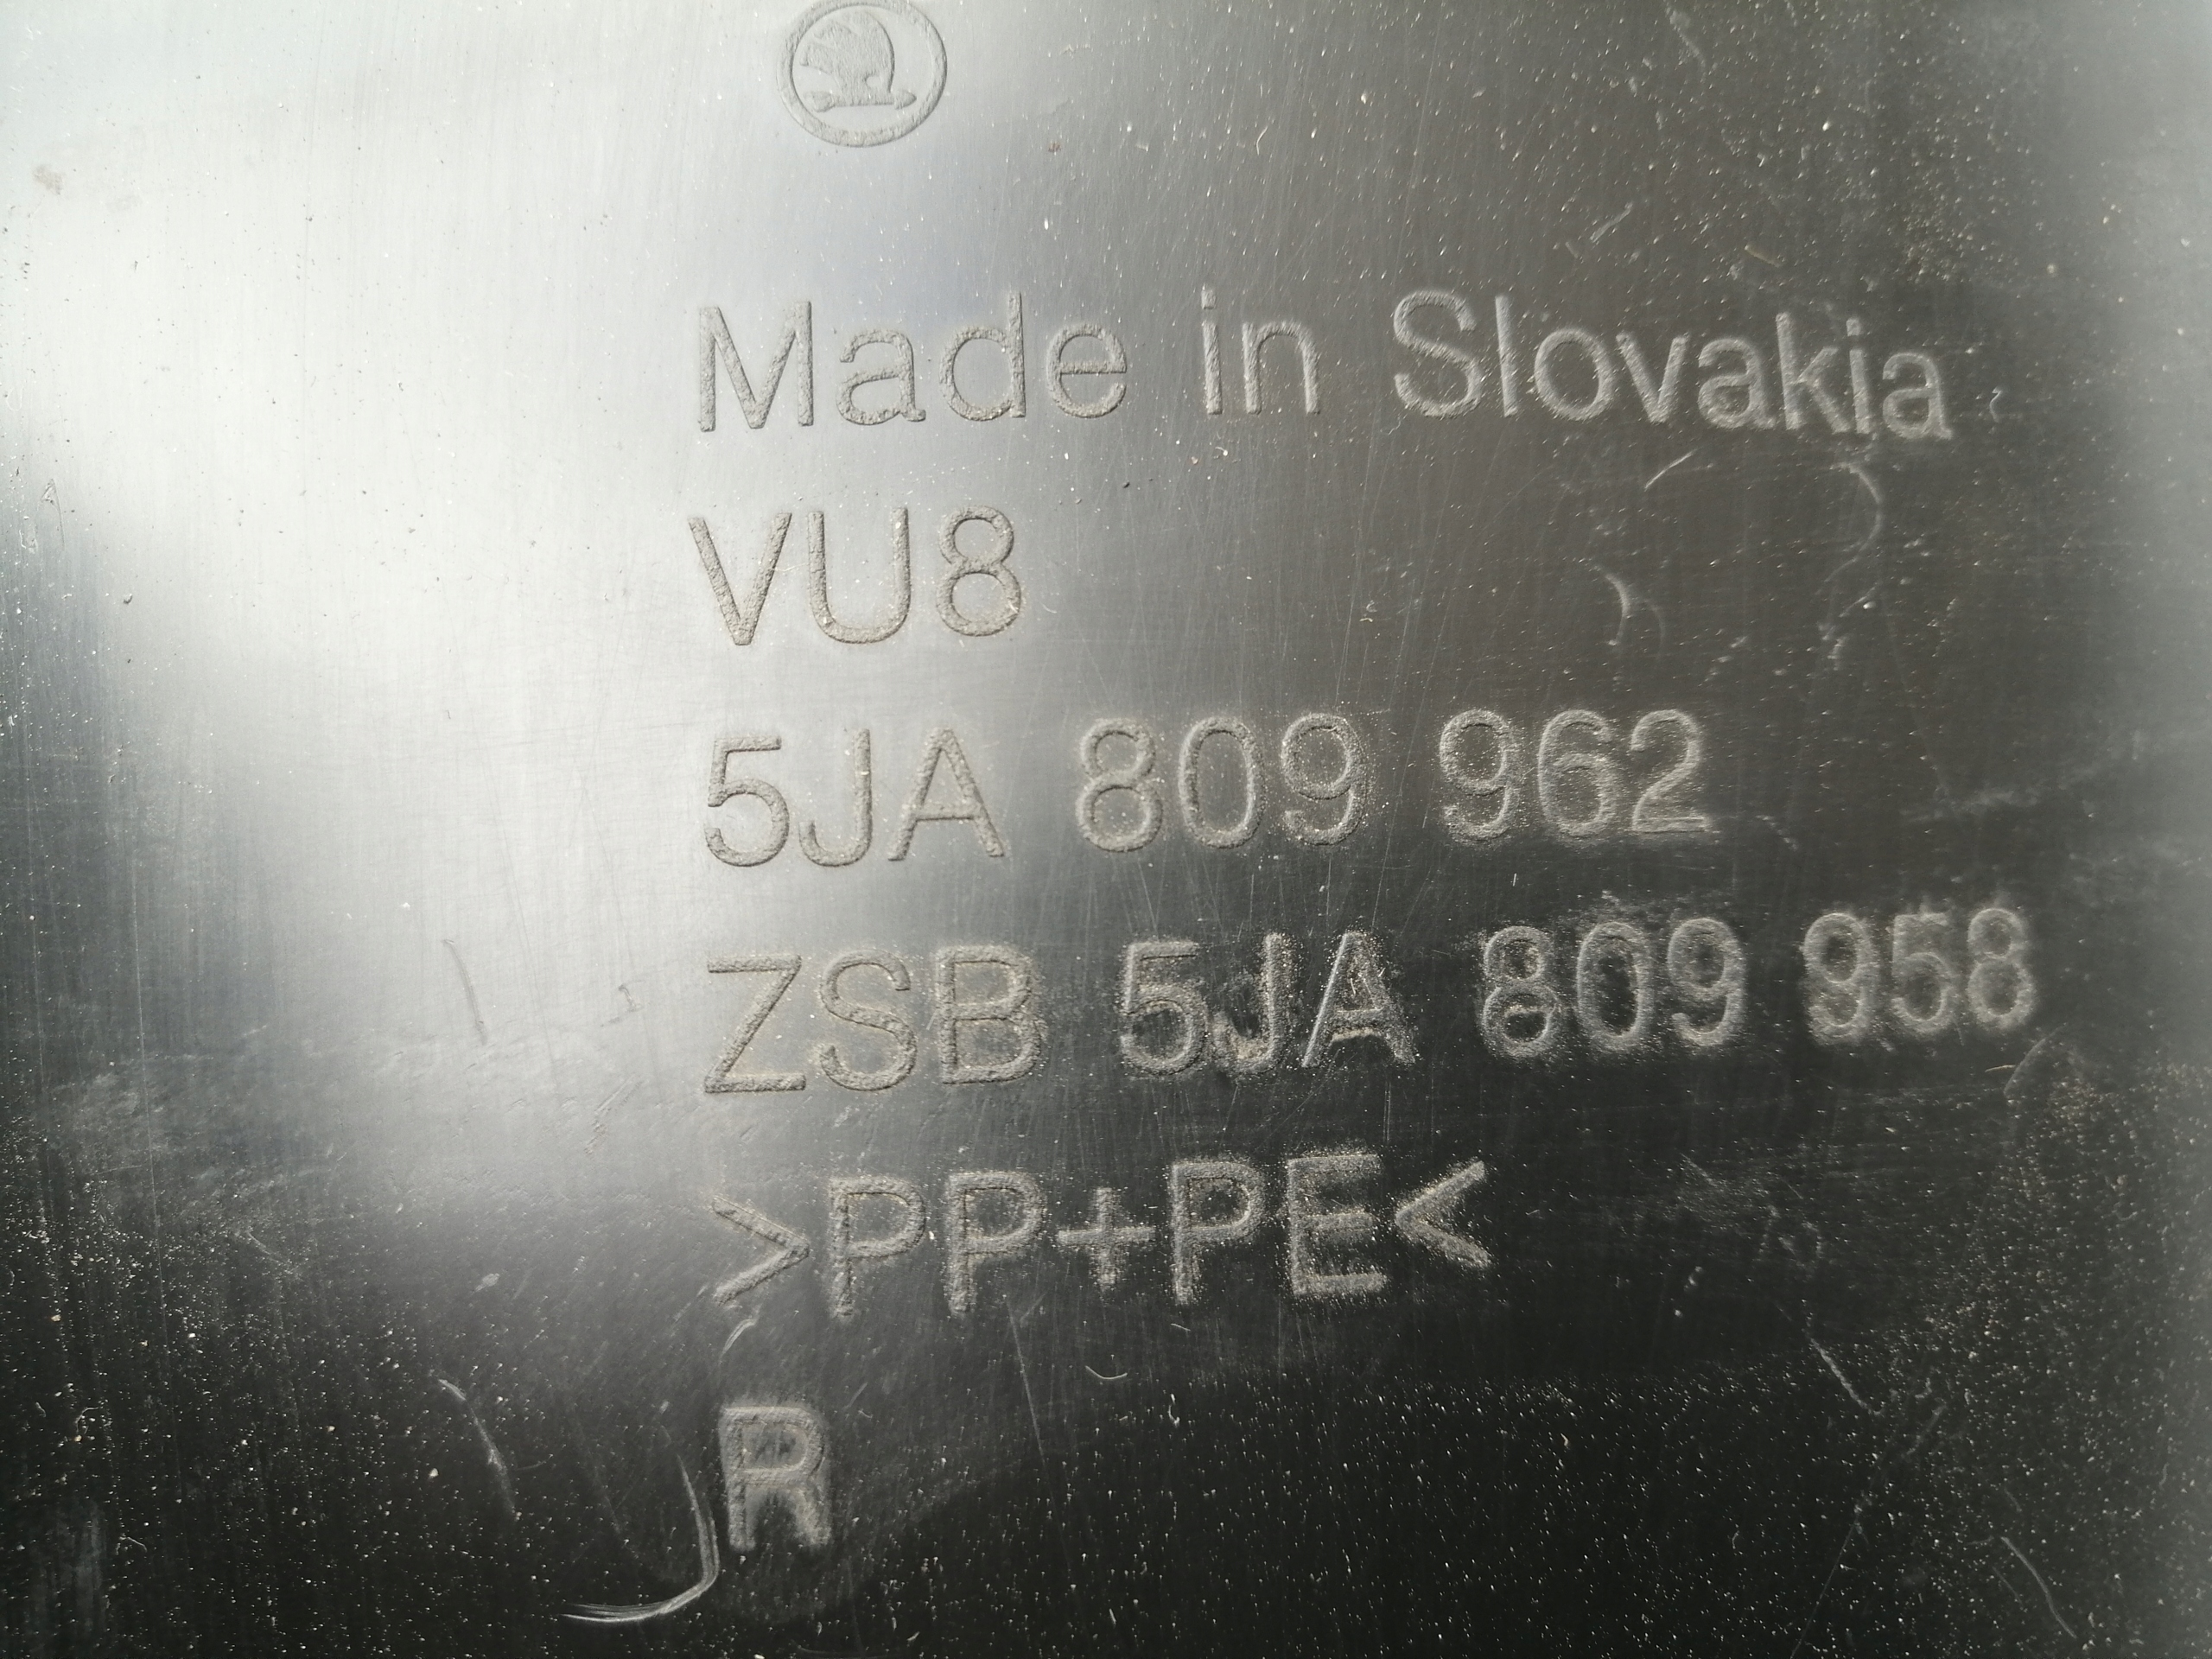 Made in Slovakia
VU8
5JA 809 962
ZSB 5JA 809 958
>PP+PE<
R